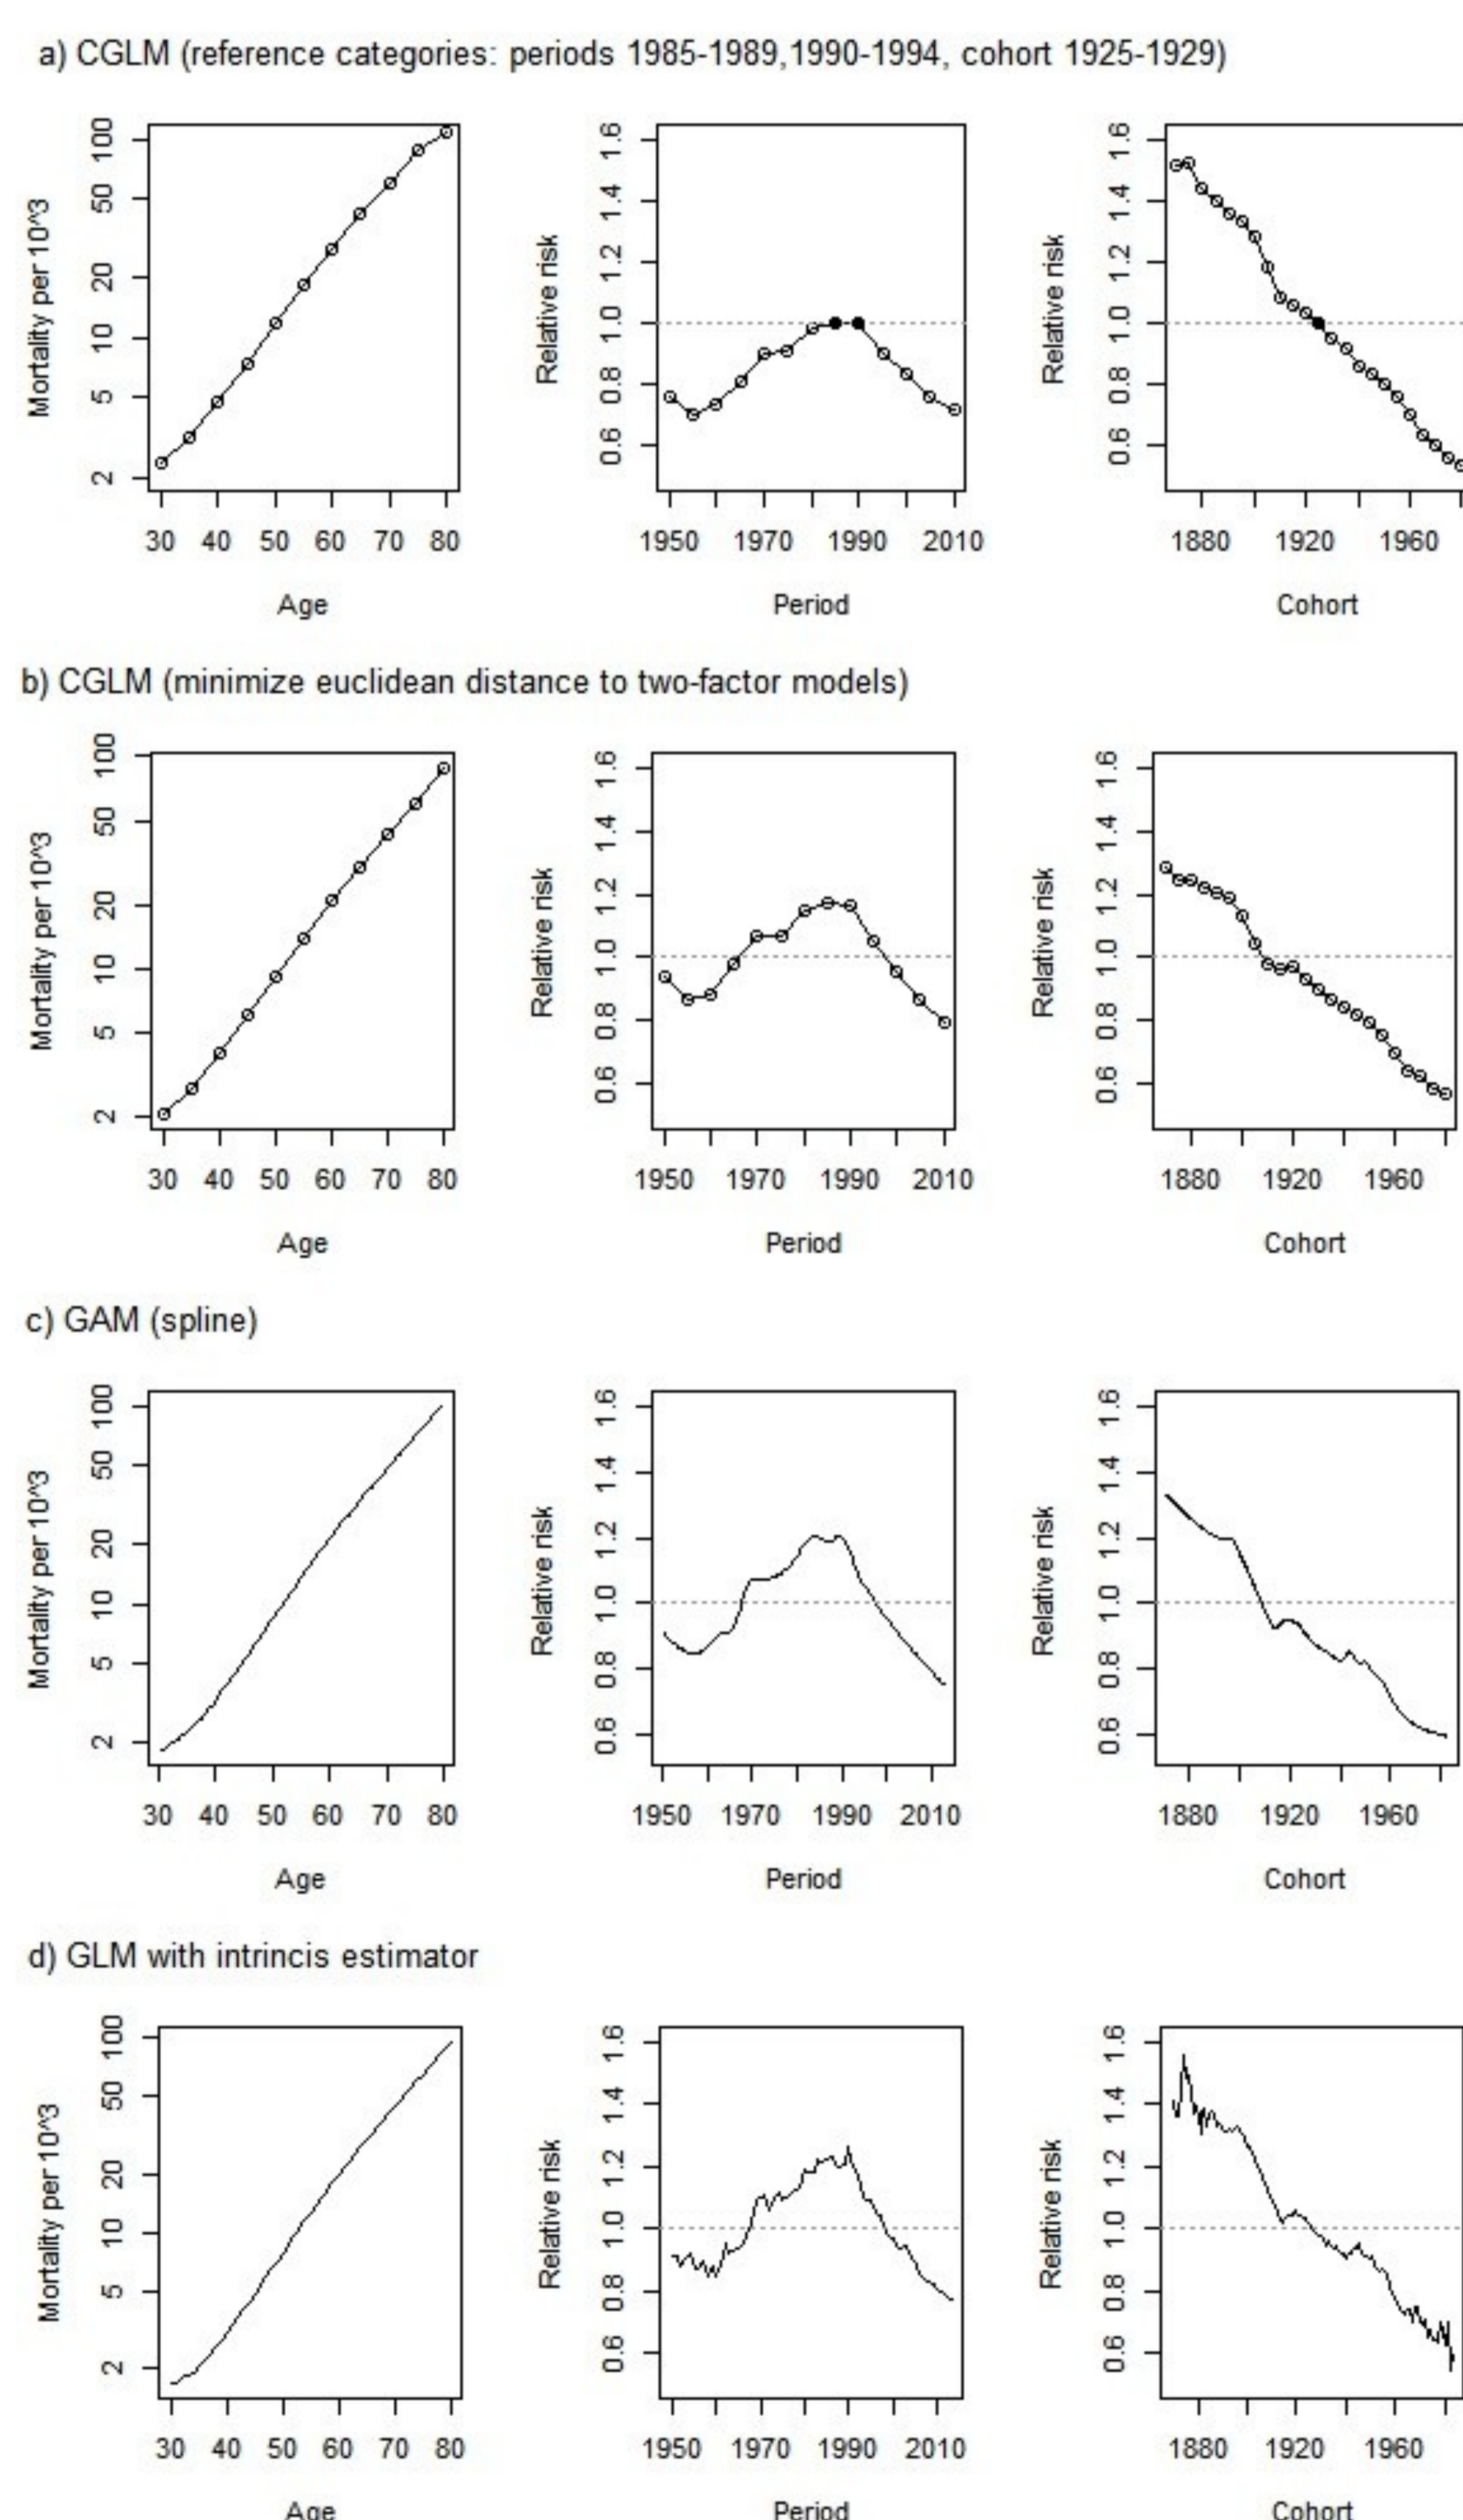 a) CGLM (reference categories: periods 1985-1989,1990-1994, cohort 1925-1929)
Mortality per 10^3
100
50
20
10
5
2
30 40 50 60 70 80
Age
Relative risk
1.6
1.4
1.2
1.0
0.8
0.6
1950 1970 1990 2010
Period
Relative risk
1.6
1.4
1.2
1.0
0.8
0.6
1880 1920 1960
Cohort
b) CGLM (minimize euclidean distance to two-factor models)
Mortality per 10^3
100
50
20
10
5
2
30 40 50 60 70 80
Age
Relative risk
1.6
1.4
1.2
1.0
0.8
0.6
1950 1970 1990 2010
Period
Relative risk
1.6
1.4
1.2
1.0
0.8
0.6
1880 1920 1960
Cohort
c) GAM (spline)
Mortality per 10^3
100
50
20
10
5
2
30 40 50 60 70 80
Age
Relative risk
1.6
1.4
1.2
1.0
0.8
0.6
1950 1970 1990 2010
Period
Relative risk
1.6
1.4
1.2
1.0
0.8
0.6
1880 1920 1960
Cohort
d) GLM with intrincis estimator
Mortality per 10^3
100
50
20
10
5
2
30 40 50 60 70 80
Age
Relative risk
1.6
1.4
1.2
1.0
0.8
0.6
1950 1970 1990 2010
Period
Relative risk
1.6
1.4
1.2
1.0
0.8
0.6
1880 1920 1960
Cohort